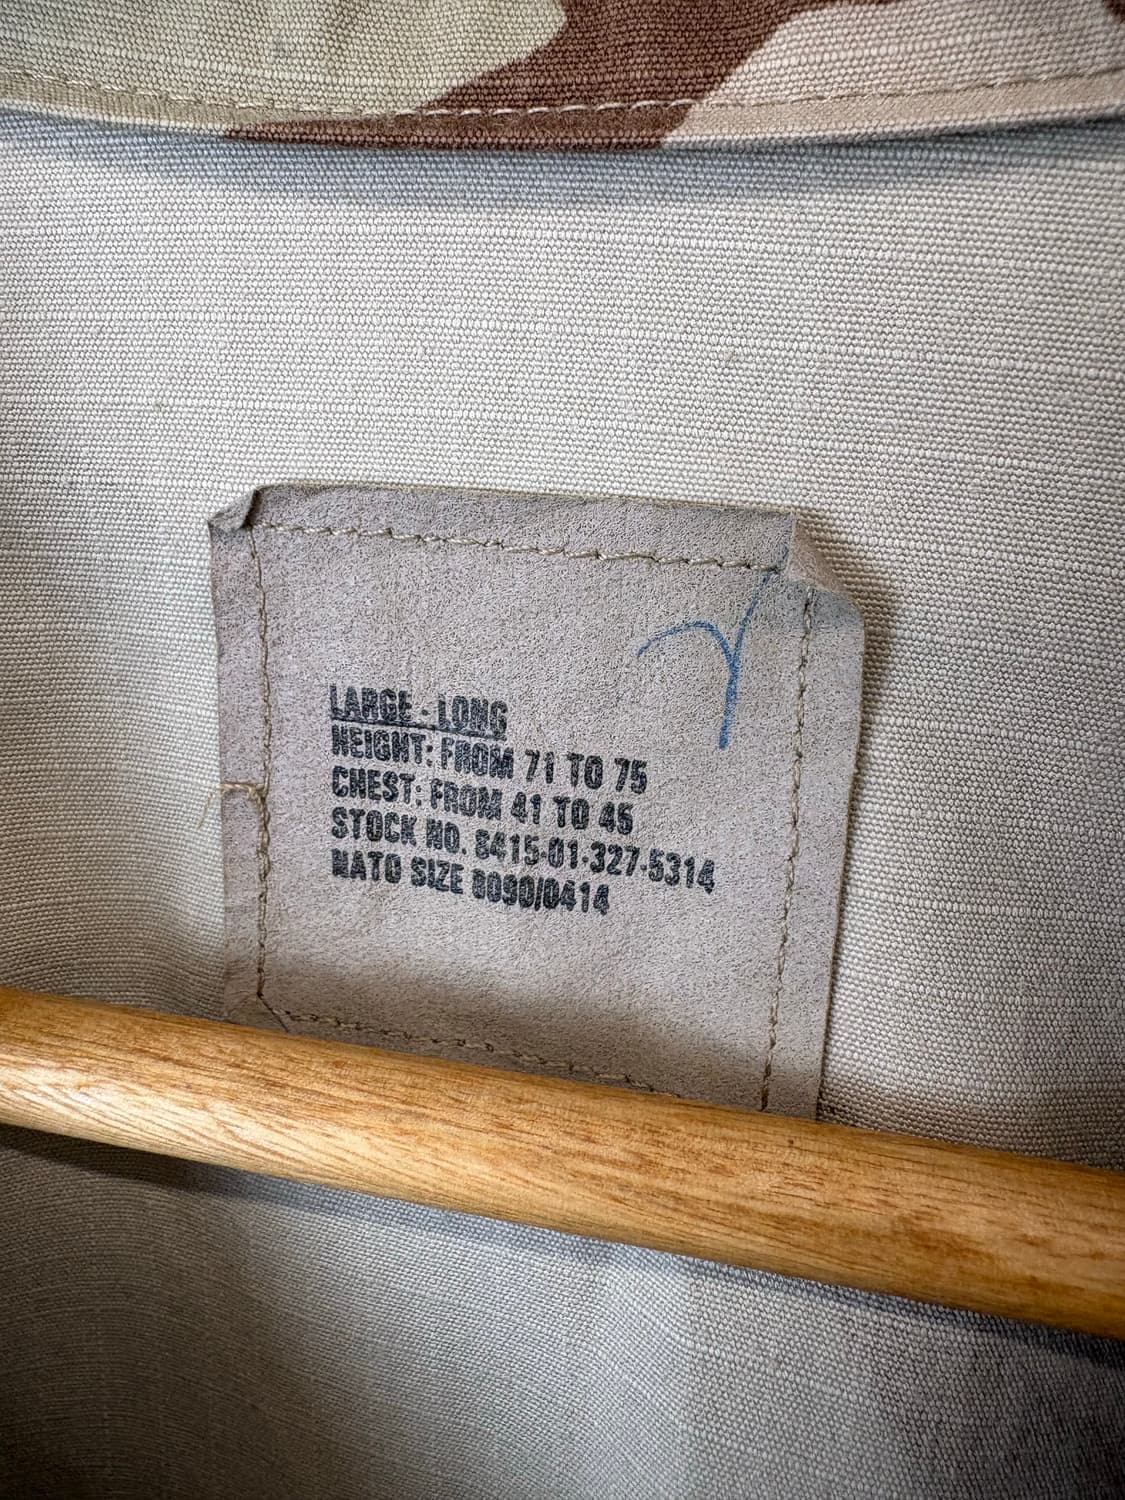 LARGE - LONG
HEIGHT: FROM 71 TO 75
CHEST: FROM 41 TO 45
STOCK NO. 8415-01-327-5314
NATO SIZE 8090/0414